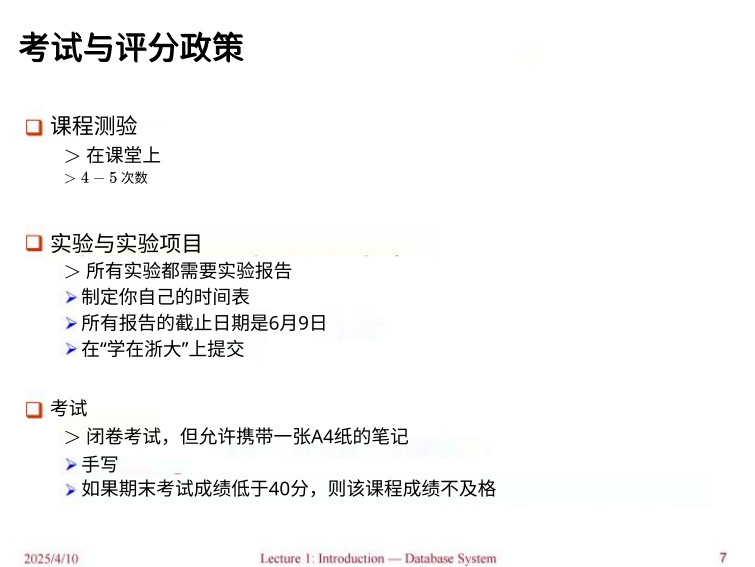 考试与评分政策
❑ 课程测验
> 在课堂上
> 4 – 5 次数
❑ 实验与实验项目
> 所有实验都需要实验报告
➢ 制定你自己的时间表
➢ 所有报告的截止日期是6月9日
➢ 在“学在浙大”上提交
❑ 考试
> 闭卷考试，但允许携带一张A4纸的笔记
➢ 手写
➢ 如果期末考试成绩低于40分，则该课程成绩不及格
2025/4/10 Lecture 1: Introduction — Database System 7